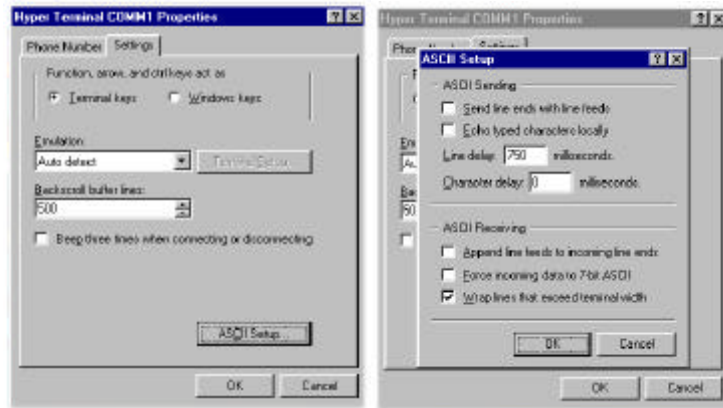 Hyper Terminal COMM1 Properties
Phone Number Settings
Function, arrow, and ctrl keys act as
Terminal keys Windows keys
Emulation:
Auto detect
Backscroll buffer lines:
500
Beep three times when connecting or disconnecting
ASCII Setup...
OK Cancel
Hyper Terminal COMM1 Properties
ASCII Setup
ASCII Sending
Send line ends with line feeds
Echo typed characters locally
Line delay: 750 milliseconds.
Character delay: 0 milliseconds.
ASCII Receiving
Append line feeds to incoming line ends
Force incoming data to 7-bit ASCII
Wrap lines that exceed terminal width
OK Cancel
OK Cancel